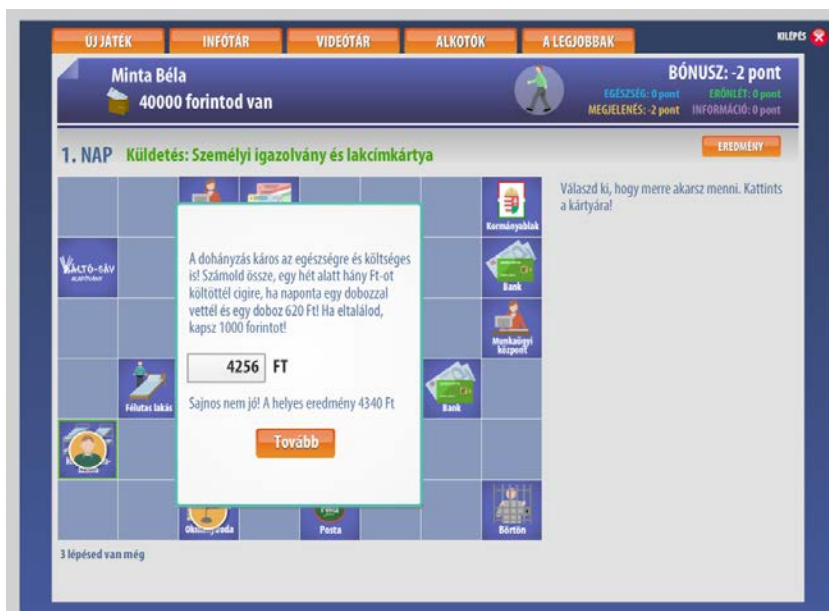 ÚJ JÁTÉK
INFÓTÁR
VIDEÓTÁR
ALKOTÓK
A LEGJOBBAK
KILÉPÉS
Minta Béla
40000 forintod van
BÓNUSZ: -2 pont
EGÉSZSÉG: 0 pont
ERŐNLÉT: 0 pont
MEGJELENÉS: -2 pont
INFORMÁCIÓ: 0 pont
1. NAP
Küldetés: Személyi igazolvány és lakcímkártya
EREDMÉNY
Válaszd ki, hogy merre akarsz menni. Kattints
a kártyára!
Kormányablak
VÁLTÓ-SÁV
ALAPÍTVÁNY
Bank
A dohányzás káros az egészségre és költséges
is! Számold össze, egy hét alatt hány Ft-ot
költöttél cigire, ha naponta egy dobozzal
vettél és egy doboz 620 Ft! Ha eltalálod,
kapsz 1000 forintot!
Munkaügyi
központ
4256 FT
Félutas lakás
Sajnos nem jó! A helyes eredmény 4340 Ft
Bank
Tovább
Posta
Börtön
3 lépésed van még